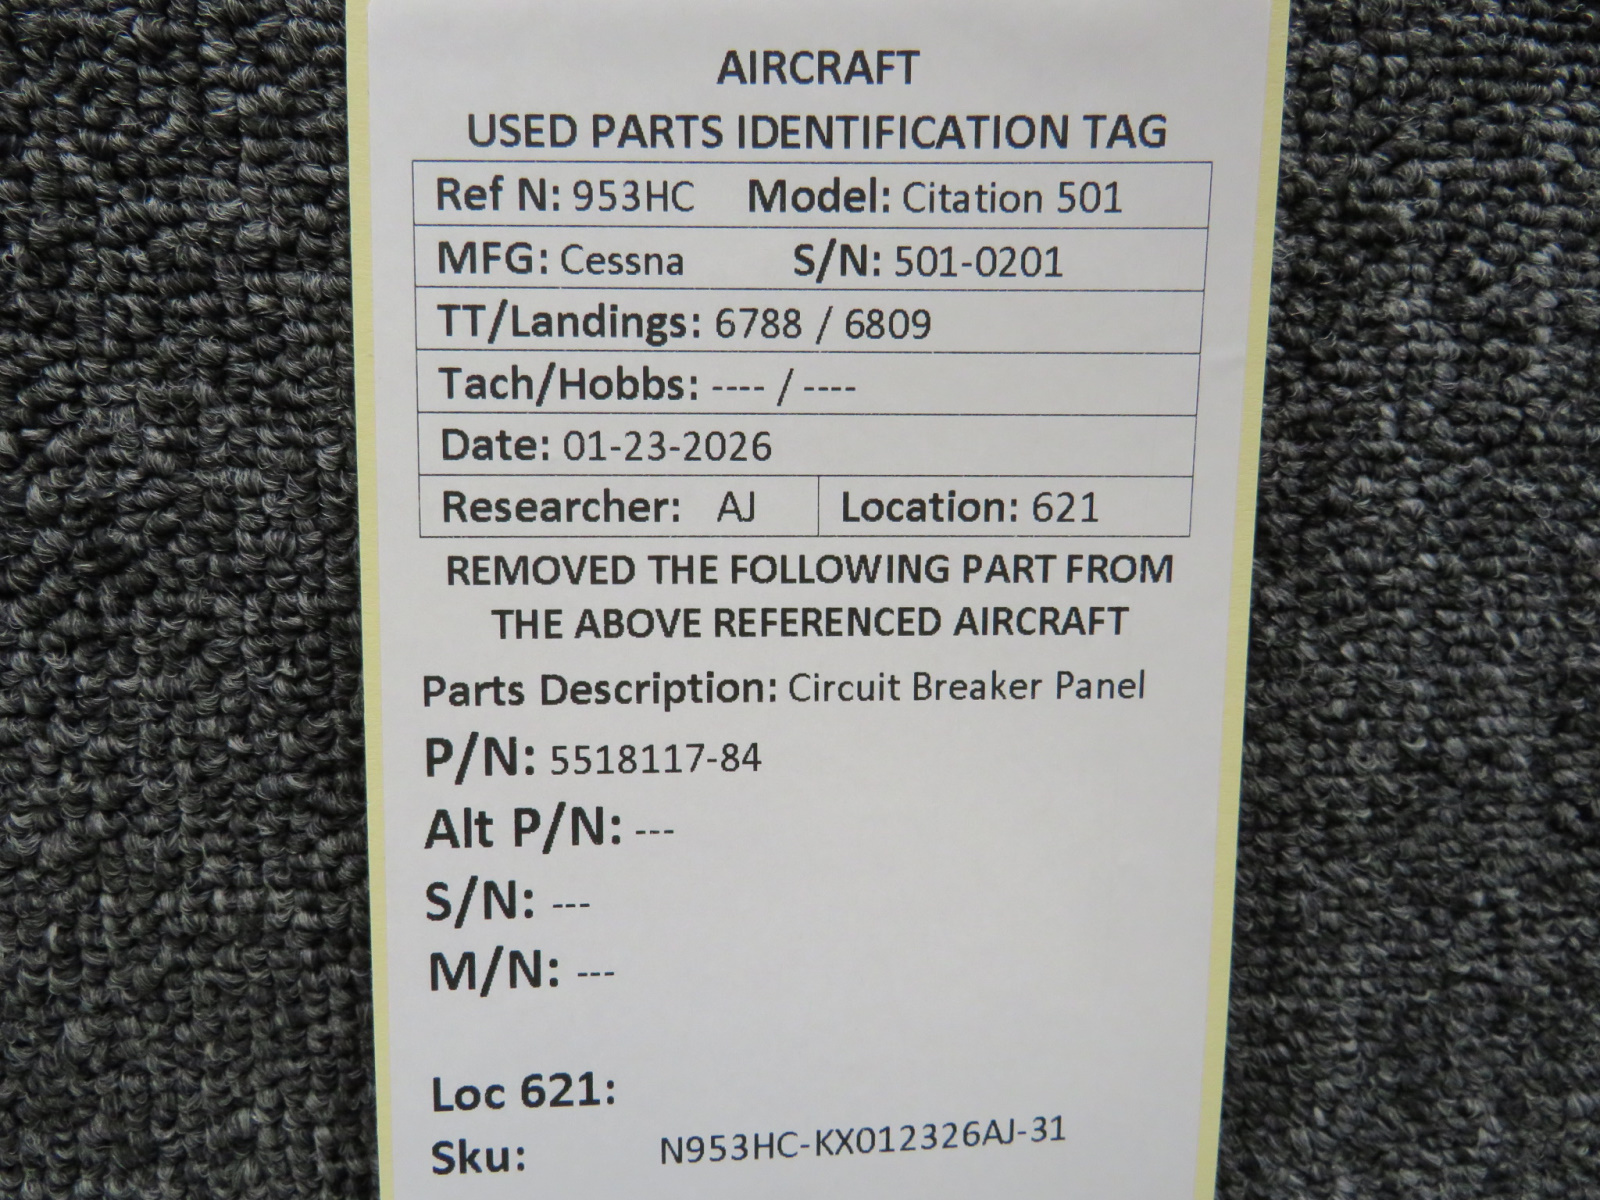 AIRCRAFT
USED PARTS IDENTIFICATION TAG
Ref N: 953HC Model: Citation 501
MFG: Cessna S/N: 501-0201
TT/Landings: 6788 / 6809
Tach/Hobbs: ---- / ----
Date: 01-23-2026
Researcher: AJ Location: 621
REMOVED THE FOLLOWING PART FROM
THE ABOVE REFERENCED AIRCRAFT
Parts Description: Circuit Breaker Panel
P/N: 5518117-84
Alt P/N: ---
S/N: ---
M/N: ---
Loc 621:
Sku: N953HC-KX012326AJ-31